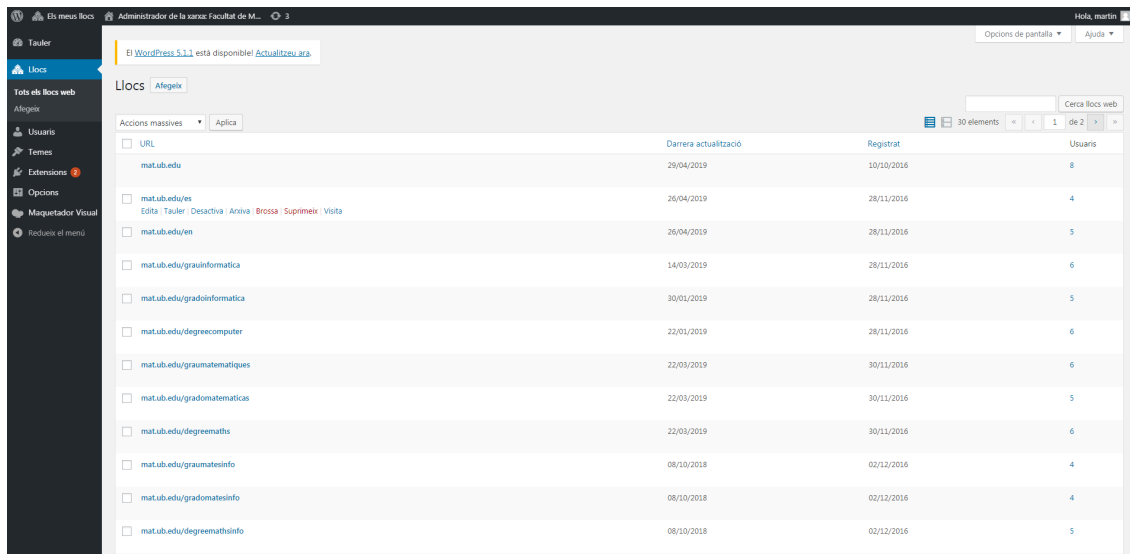 Els meus llocs Administrador de la xarxa: Facultat de M... 3 Hola, martin
Opcions de pantalla ▼ Ajuda ▼
Tauler
El WordPress 5.1.1 està disponible! Actualitzeu ara.
Llocs
Tots els llocs web
Afegeix
Usuaris
Temes
Extensions 2
Opcions
Maquetador Visual
Redueix el menú
Llocs Afegeix
Cerca llocs web
Accions massives ▼ Aplica 30 elements « ‹ 1 de 2 › »
URL Darrera actualització Registrat Usuaris
mat.ub.edu 29/04/2019 10/10/2016 8
mat.ub.edu/es 26/04/2019 28/11/2016 4
Edita | Tauler | Desactiva | Arxiva | Brossa | Suprimeix | Visita
mat.ub.edu/en 26/04/2019 28/11/2016 5
mat.ub.edu/grauinformatica 14/03/2019 28/11/2016 6
mat.ub.edu/gradoinformatica 30/01/2019 28/11/2016 5
mat.ub.edu/degreecomputer 22/01/2019 28/11/2016 6
mat.ub.edu/graumatematiques 22/03/2019 30/11/2016 6
mat.ub.edu/gradomatematicas 22/03/2019 30/11/2016 5
mat.ub.edu/degreemaths 22/03/2019 30/11/2016 6
mat.ub.edu/graumatesinfo 08/10/2018 02/12/2016 4
mat.ub.edu/gradomatesinfo 08/10/2018 02/12/2016 4
mat.ub.edu/degreemathsinfo 08/10/2018 02/12/2016 5